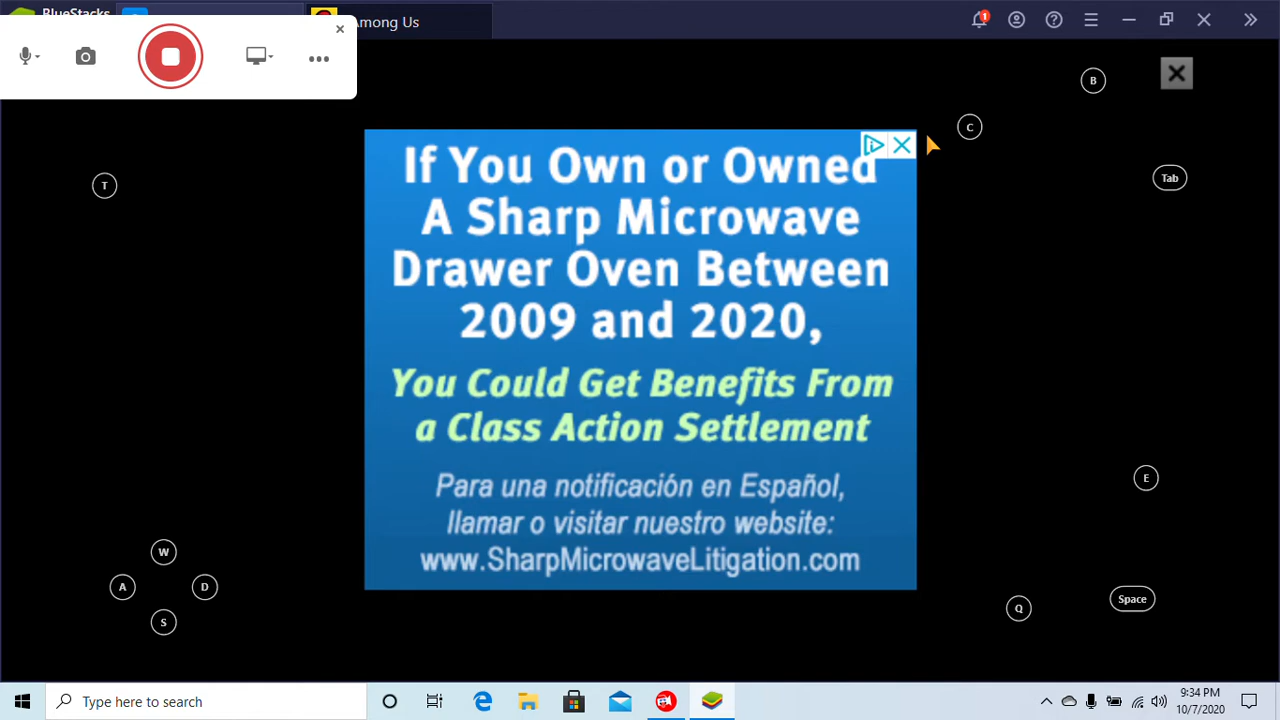 BlueStacks
Among Us
1
B
C
T
Tab
If You Own or Owned
A Sharp Microwave
Drawer Oven Between
2009 and 2020,
You Could Get Benefits From
a Class Action Settlement
Para una notificación en Español,
llamar o visitar nuestro website:
www.SharpMicrowaveLitigation.com
E
W
A
D
S
Q
Space
Type here to search
9:34 PM
10/7/2020